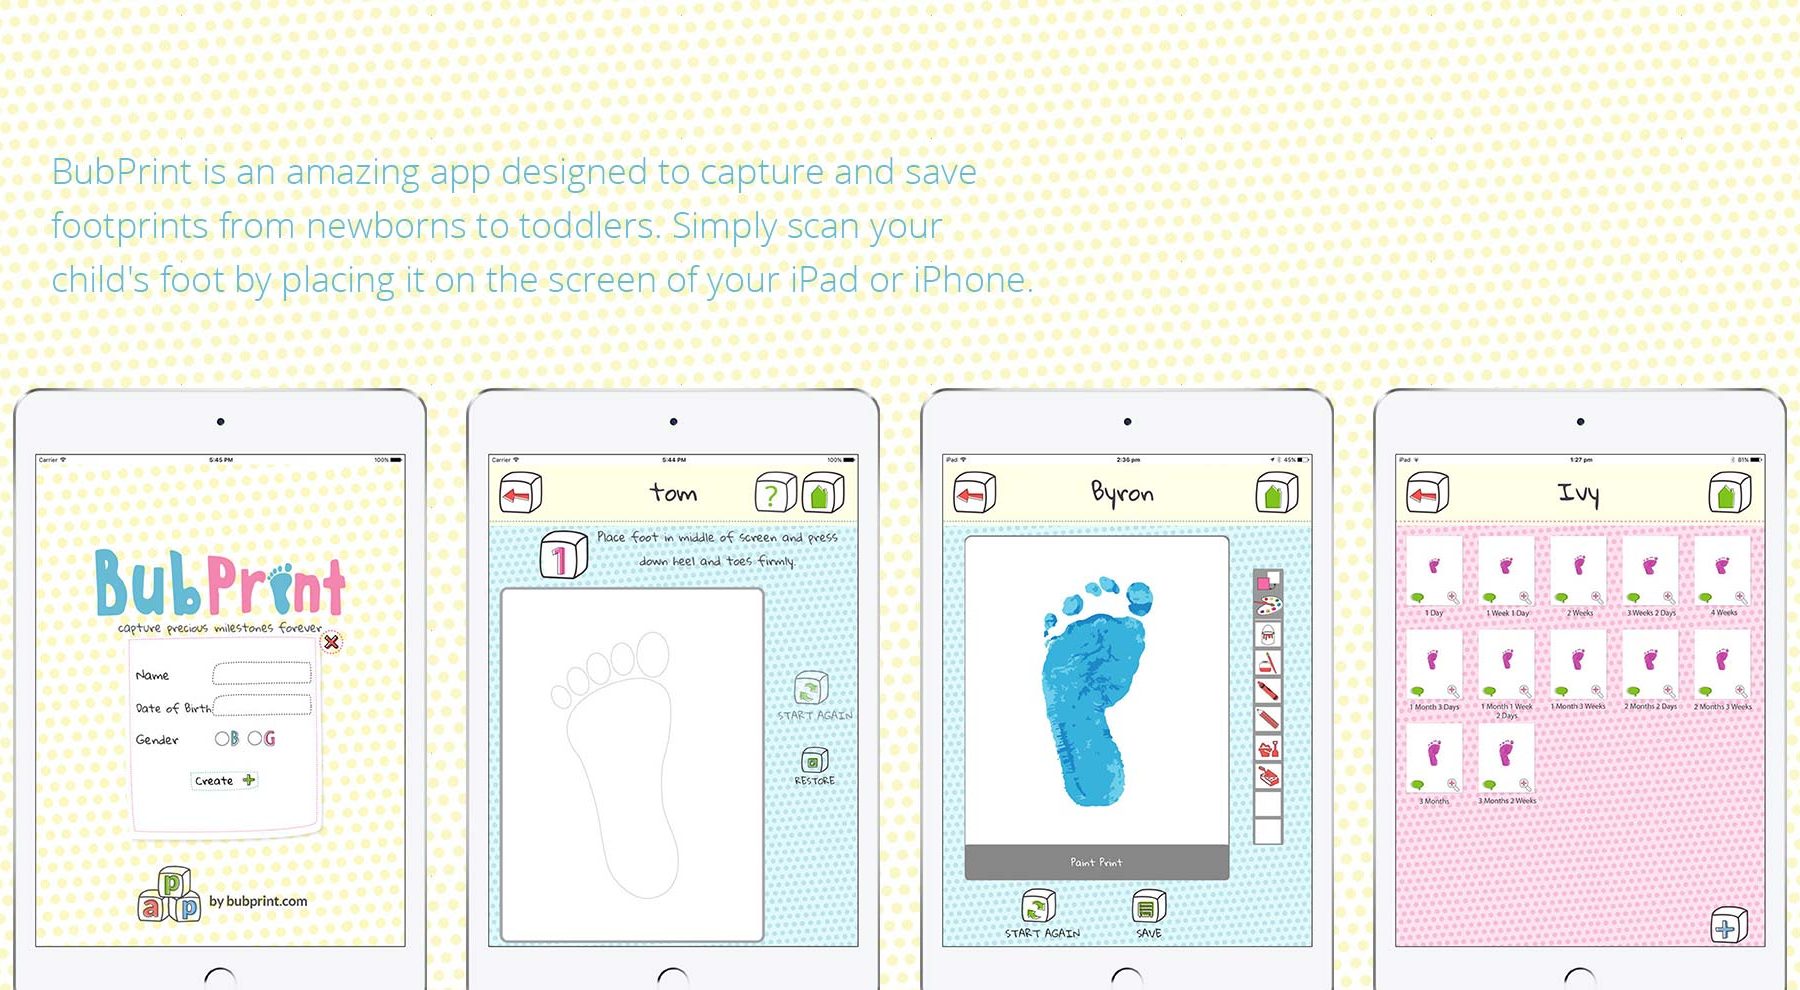 BubPrint is an amazing app designed to capture and save
footprints from newborns to toddlers. Simply scan your
child's foot by placing it on the screen of your iPad or iPhone.
Carrier 5:45 PM 100%
BubPrint
capture precious milestones forever
Name
Date of Birth
Gender B G
Create
a p p
by bubprint.com
Carrier 5:44 PM 100%
tom
?
1
Place foot in middle of screen and press
down heel and toes firmly.
START AGAIN
RESTORE
iPad 2:36 pm 45%
Byron
Paint Print
START AGAIN
SAVE
iPad 1:27 pm 81%
Ivy
1 Day
1 Week 1 Day
2 Weeks
3 Weeks 2 Days
4 Weeks
1 Month 3 Days
1 Month 1 Week
2 Days
1 Month 3 Weeks
2 Months 2 Days
2 Months 3 Weeks
3 Months
3 Months 2 Weeks